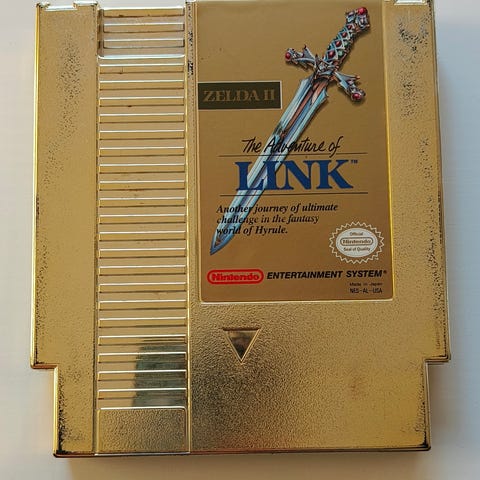 ZELDA II
The Adventure of
LINK™
Another journey of ultimate
challenge in the fantasy
world of Hyrule.
Official
Nintendo
Seal of Quality
Nintendo ENTERTAINMENT SYSTEM®
Made in Japan
NES-AL-USA